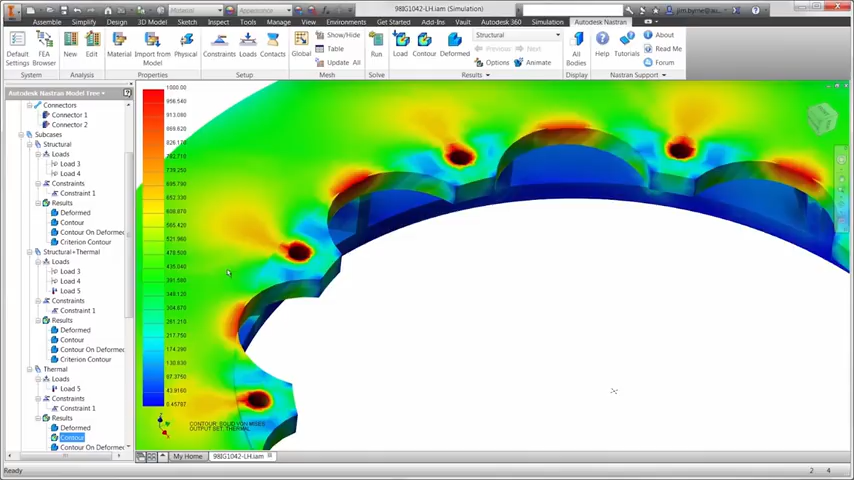 Material
Appearance
98IG1042-LH.iam (Simulation)
jim.byrne@au...
Assemble Simplify Design 3D Model Sketch Inspect Tools Manage View Environments Get Started Add-Ins Vault Autodesk 360 Simulation Autodesk Nastran
Default Settings
FEA Browser
New
Edit
Material
Import from Model
Physical
Constraints
Loads
Contacts
Global
Show/Hide
Table
Update All
Run
Structural
Previous
Next
Options
Animate
Load
Contour
Deformed
All Bodies
Help
Tutorials
About
Read Me
Forum
System Analysis Properties Setup Mesh Solve Results Display Nastran Support
Autodesk Nastran Model Tree
Connectors
Connector 1
Connector 2
Subcases
Structural
Loads
Load 3
Load 4
Constraints
Constraint 1
Results
Deformed
Contour
Contour On Deformed
Criterion Contour
Structural+Thermal
Loads
Load 3
Load 4
Load 5
Constraints
Constraint 1
Results
Deformed
Contour
Contour On Deformed
Criterion Contour
Thermal
Loads
Load 5
Constraints
Constraint 1
Results
Deformed
Contour
Contour On Deformed
1000.00
956.540
913.080
869.620
826.170
782.710
739.250
695.790
652.330
608.870
565.420
521.960
478.500
435.040
391.580
348.120
304.670
261.210
217.750
174.290
130.830
87.3750
43.9160
0.45767
CONTOUR: SOLID VON MISES
OUTPUT SET: THERMAL
My Home 98IG1042-LH.iam
Ready
2 4